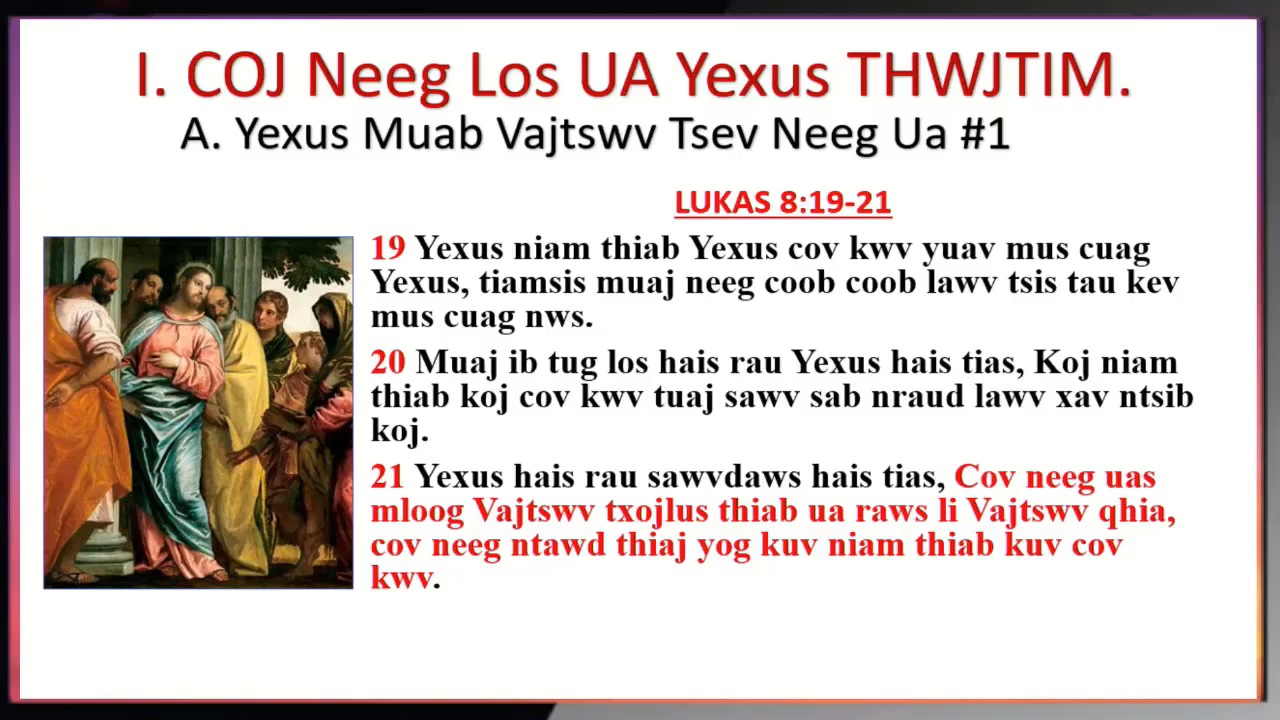 I. COJ Neeg Los UA Yexus THWJTIM.
A. Yexus Muab Vajtswv Tsev Neeg Ua #1
LUKAS 8:19-21
19 Yexus niam thiab Yexus cov kwv yuav mus cuag
Yexus, tiamsis muaj neeg coob coob lawv tsis tau kev
mus cuag nws.
20 Muaj ib tug los hais rau Yexus hais tias, Koj niam
thiab koj cov kwv tuaj sawv sab nraud lawv xav ntsib
koj.
21 Yexus hais rau sawvdaws hais tias, Cov neeg uas
mloog Vajtswv txojlus thiab ua raws li Vajtswv qhia,
cov neeg ntawd thiaj yog kuv niam thiab kuv cov
kwv.